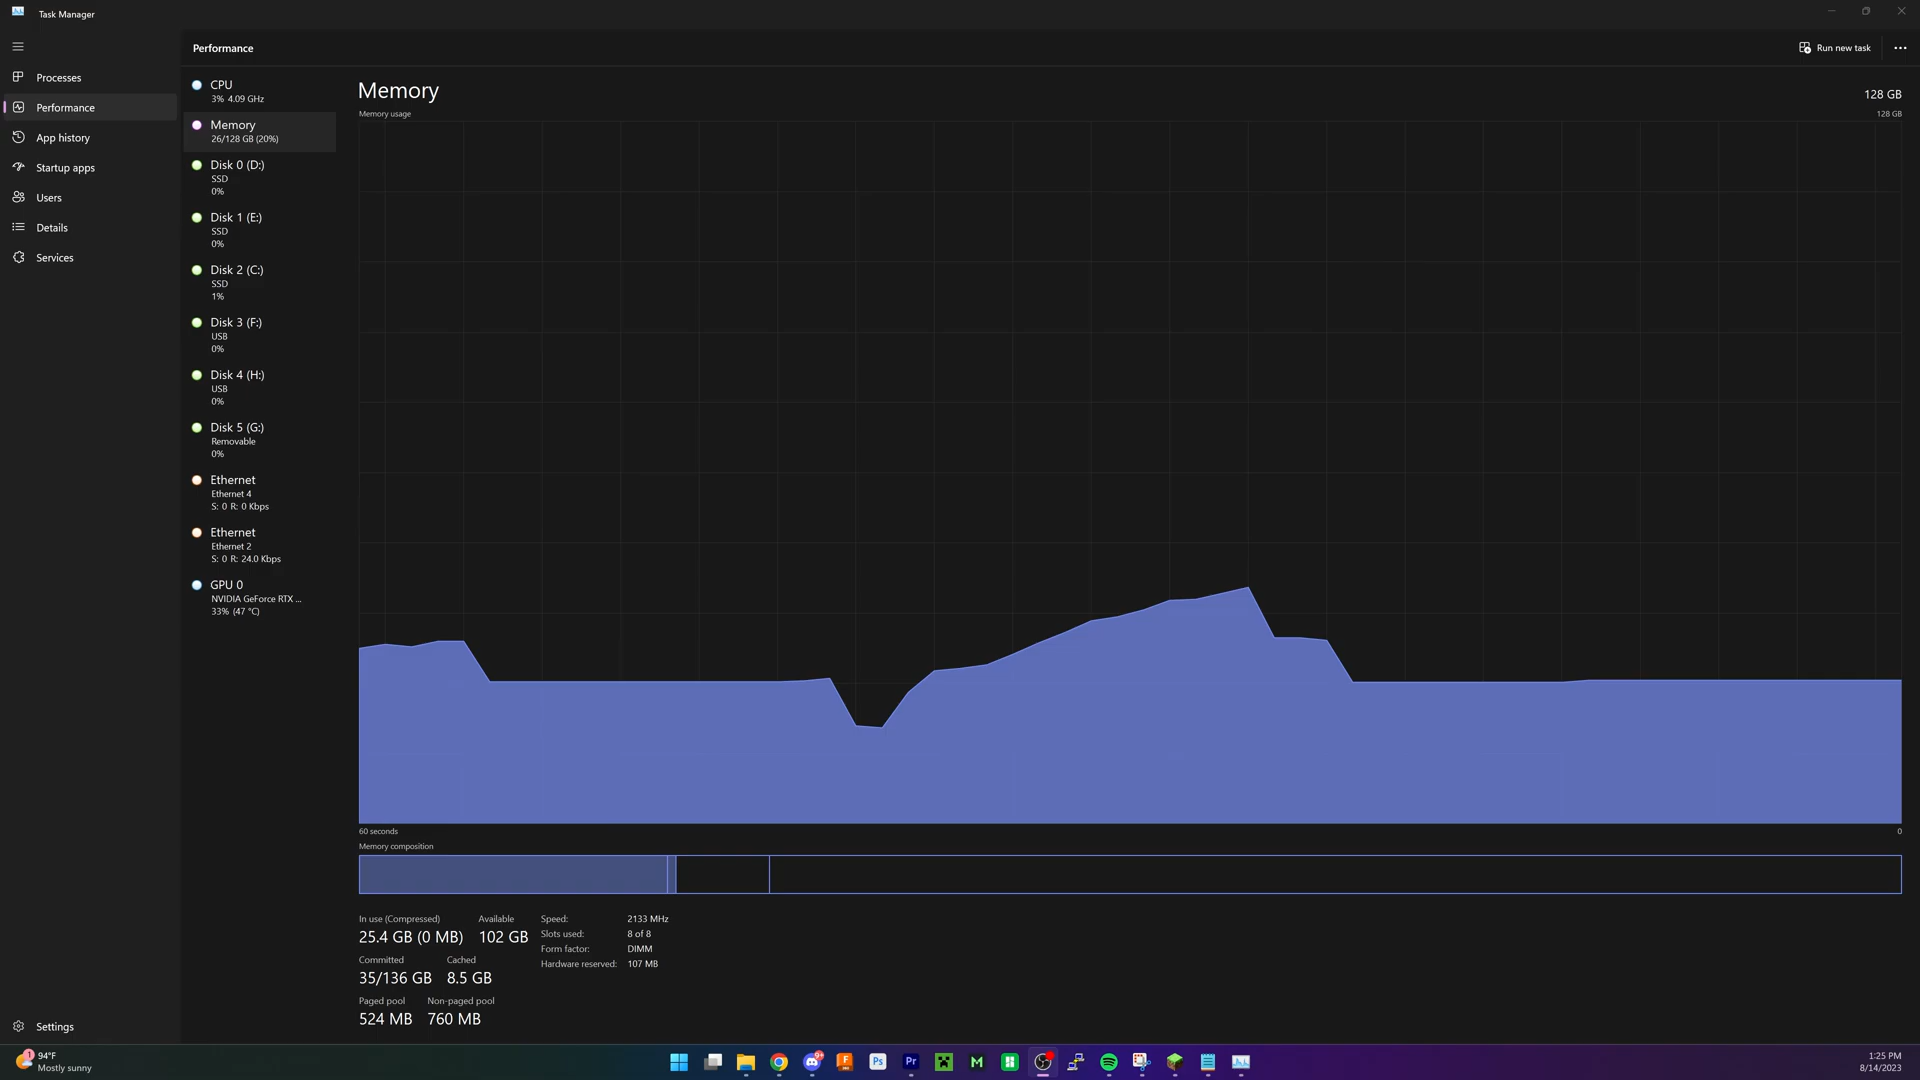 Task Manager
Performance
Run new task
Processes
Performance
App history
Startup apps
Users
Details
Services
Settings
CPU
3% 4.09 GHz
Memory
26/128 GB (20%)
Disk 0 (D:)
SSD
0%
Disk 1 (E:)
SSD
0%
Disk 2 (C:)
SSD
1%
Disk 3 (F:)
USB
0%
Disk 4 (H:)
USB
0%
Disk 5 (G:)
Removable
0%
Ethernet
Ethernet 4
S: 0 R: 0 Kbps
Ethernet
Ethernet 2
S: 0 R: 24.0 Kbps
GPU 0
NVIDIA GeForce RTX ...
33% (47 °C)
Memory
128 GB
Memory usage
128 GB
60 seconds
0
Memory composition
In use (Compressed)
25.4 GB (0 MB)
Available
102 GB
Committed
35/136 GB
Cached
8.5 GB
Paged pool
524 MB
Non-paged pool
760 MB
Speed: 2133 MHz
Slots used: 8 of 8
Form factor: DIMM
Hardware reserved: 107 MB
1
94°F
Mostly sunny
9+
F
Ps
Pr
M
1:25 PM
8/14/2023